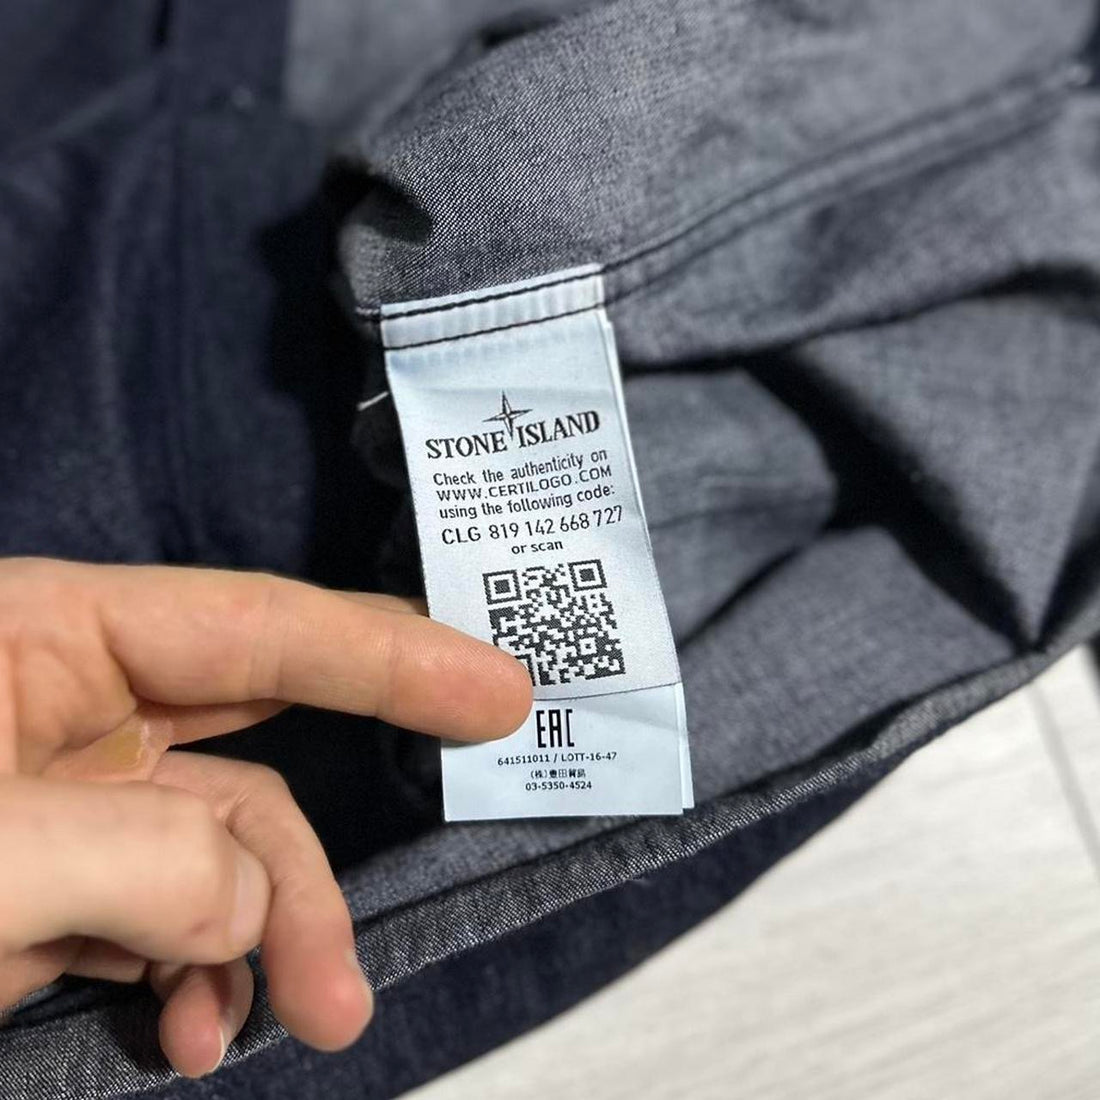 STONE ISLAND
Check the authenticity on
WWW.CERTILOGO.COM
using the following code:
CLG 819 142 668 727
or scan
EAC
641511011 / LOTT-16-47
(株)豊田貿島
03-5350-4524